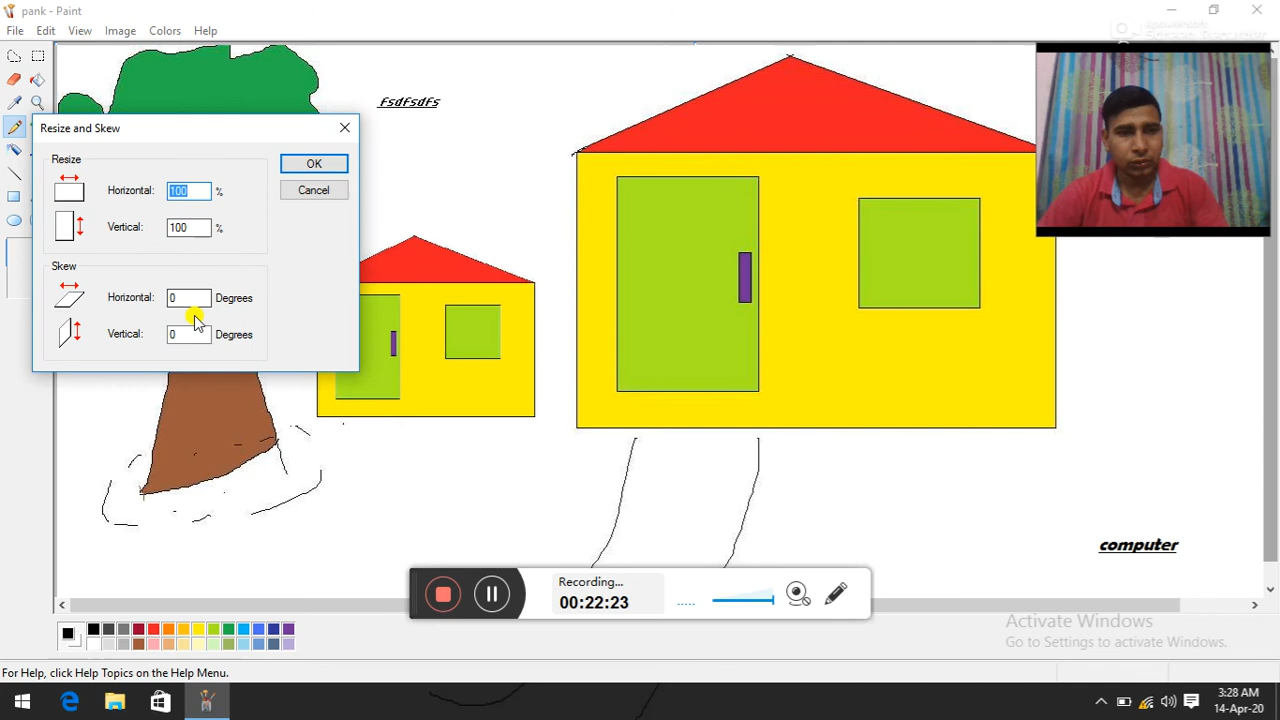 pank - Paint
File Edit View Image Colors Help
FsdFsdFs
Resize and Skew
Resize
OK
Horizontal: 100 %
Cancel
Vertical: 100 %
Skew
Horizontal: 0 Degrees
Vertical: 0 Degrees
computer
Recording...
00:22:23
Activate Windows
Go to Settings to activate Windows.
For Help, click Help Topics on the Help Menu.
3:28 AM
14-Apr-20